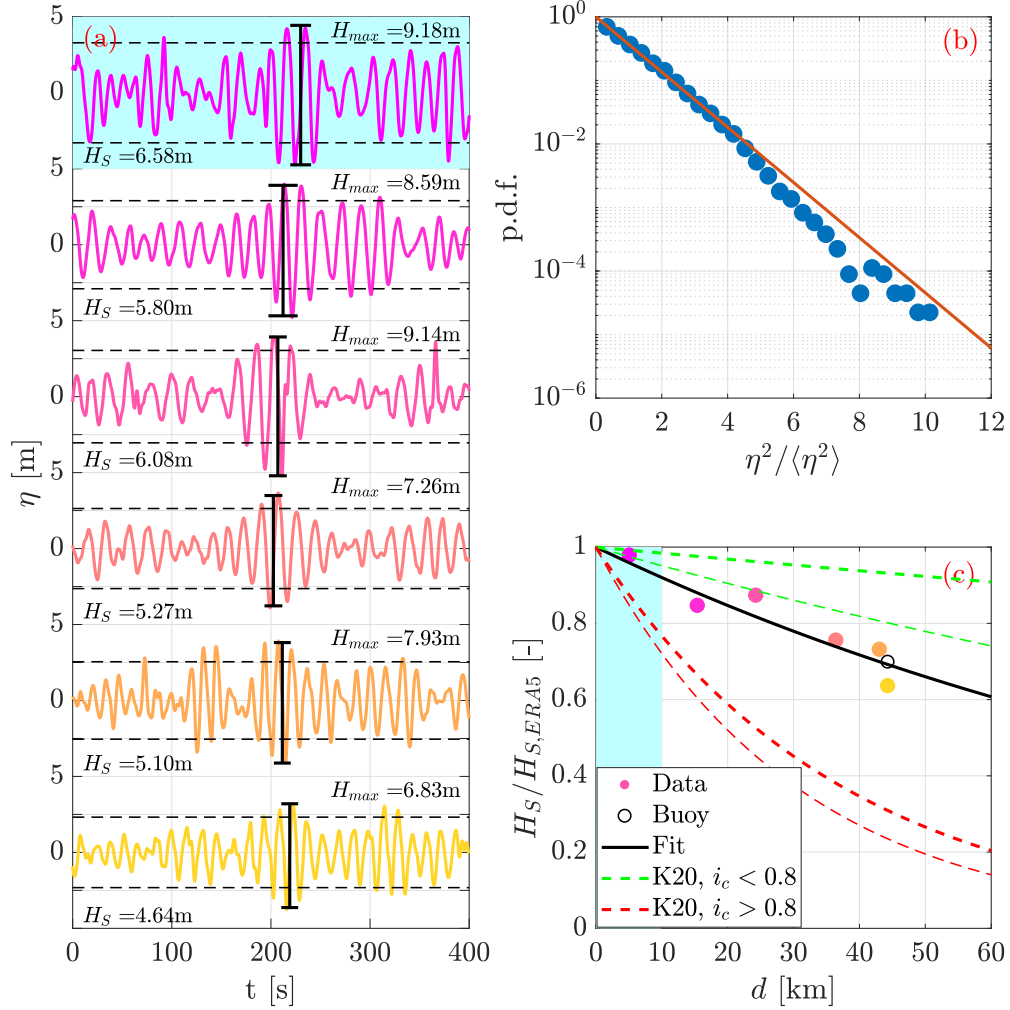 (a)
5
H_max =9.18m
0
H_S =6.58m
5
H_max =8.59m
0
H_S =5.80m
5
H_max =9.14m
0
H_S =6.08m
5
H_max =7.26m
0
H_S =5.27m
5
H_max =7.93m
0
H_S =5.10m
5
H_max =6.83m
0
H_S =4.64m
5
0 100 200 300 400
t [s]
η [m]
(b)
10^0
10^-2
10^-4
10^-6
p.d.f.
0 2 4 6 8 10 12
η^2/⟨η^2⟩
(c)
1
0.8
0.6
0.4
0.2
0
H_S/H_S,ERA5 [-]
Data
Buoy
Fit
K20, i_c < 0.8
K20, i_c > 0.8
0 10 20 30 40 50 60
d [km]